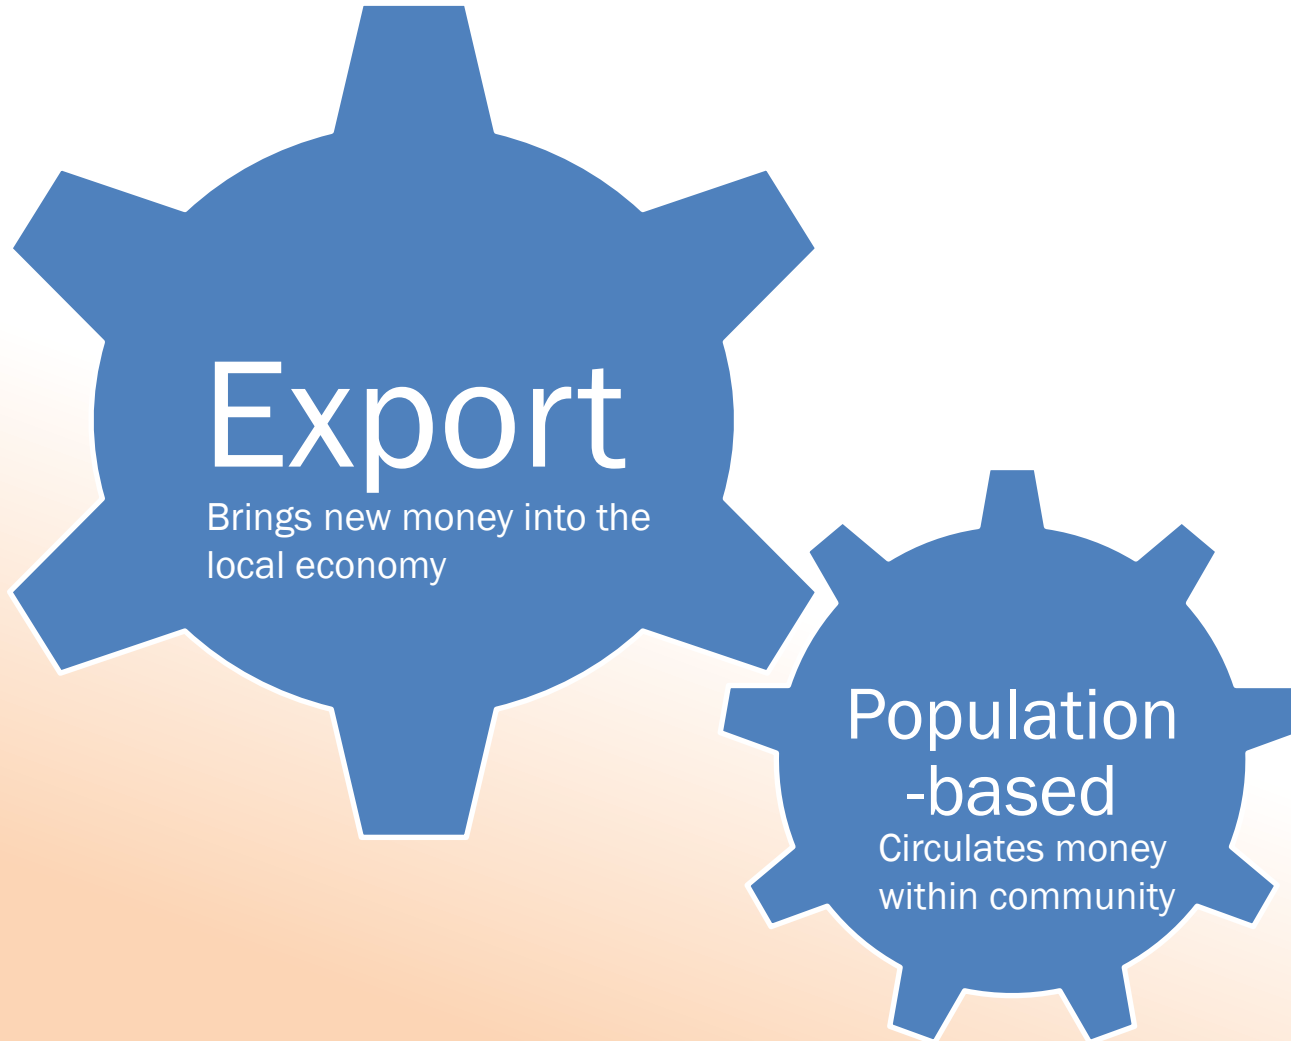 Export
Brings new money into the
local economy
Population
-based
Circulates money
within community